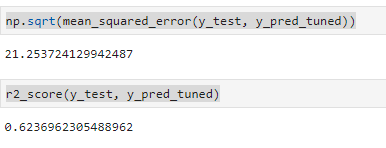 np.sqrt(mean_squared_error(y_test, y_pred_tuned))
21.253724129942487
r2_score(y_test, y_pred_tuned)
0.6236962305488962